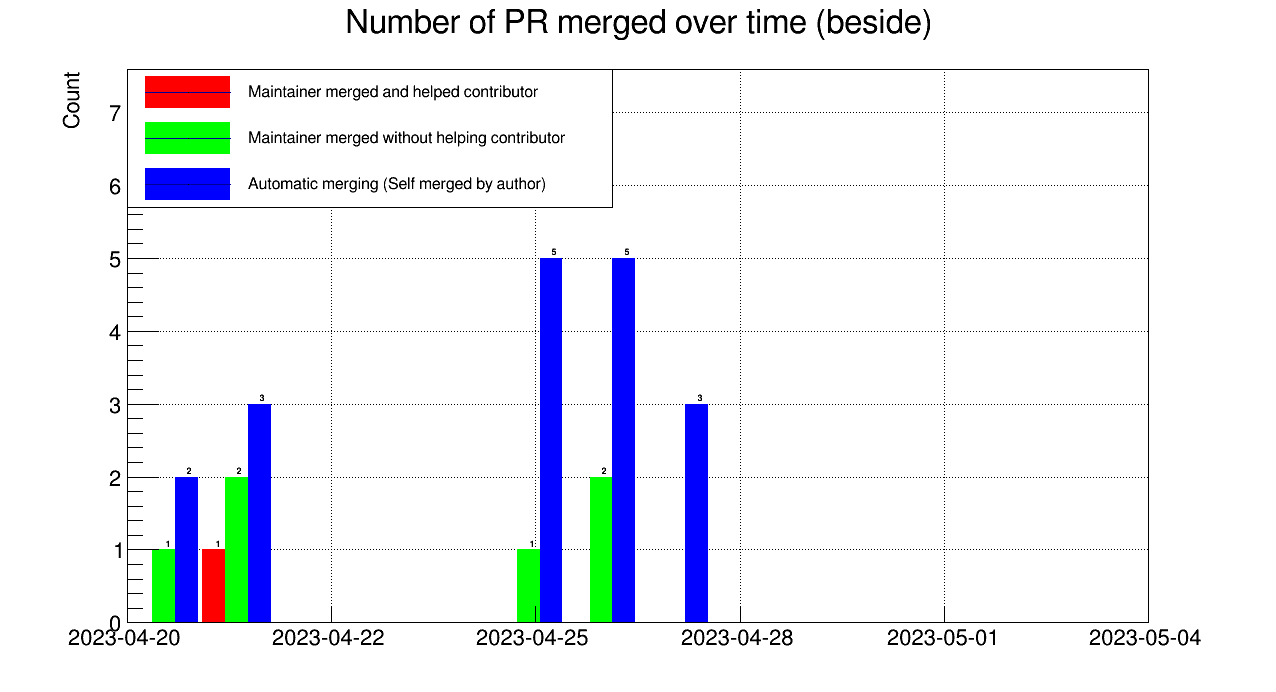 Number of PR merged over time (beside)
Count
Maintainer merged and helped contributor
Maintainer merged without helping contributor
Automatic merging (Self merged by author)
7
6
5
4
3
2
1
0
5 5
3 3
2 2 2
1 1 1
2023-04-20 2023-04-22 2023-04-25 2023-04-28 2023-05-01 2023-05-04